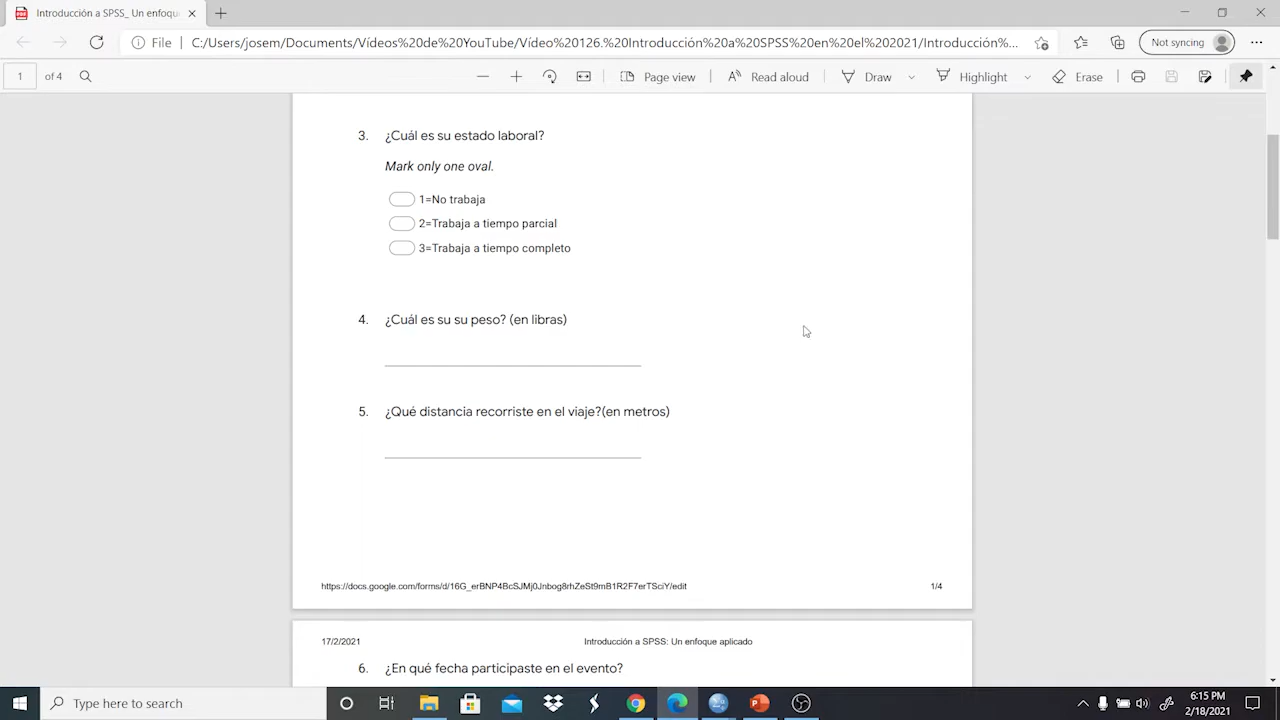 Introducción a SPSS_ Un enfoqu
File
C:/Users/josem/Documents/Vídeos%20de%20YouTube/Vídeo%20126.%20Introducción%20a%20SPSS%20en%20el%202021/Introducción%...
Not syncing
1 of 4
Page view
Read aloud
Draw
Highlight
Erase
3. ¿Cuál es su estado laboral?
Mark only one oval.
1=No trabaja
2=Trabaja a tiempo parcial
3=Trabaja a tiempo completo
4. ¿Cuál es su su peso? (en libras)
5. ¿Qué distancia recorriste en el viaje?(en metros)
https://docs.google.com/forms/d/16G_erBNP4BcSJMj0Jnbog8rhZeSt9mB1R2F7erTSciY/edit
1/4
17/2/2021
Introducción a SPSS: Un enfoque aplicado
6. ¿En qué fecha participaste en el evento?
Type here to search
6:15 PM
2/18/2021